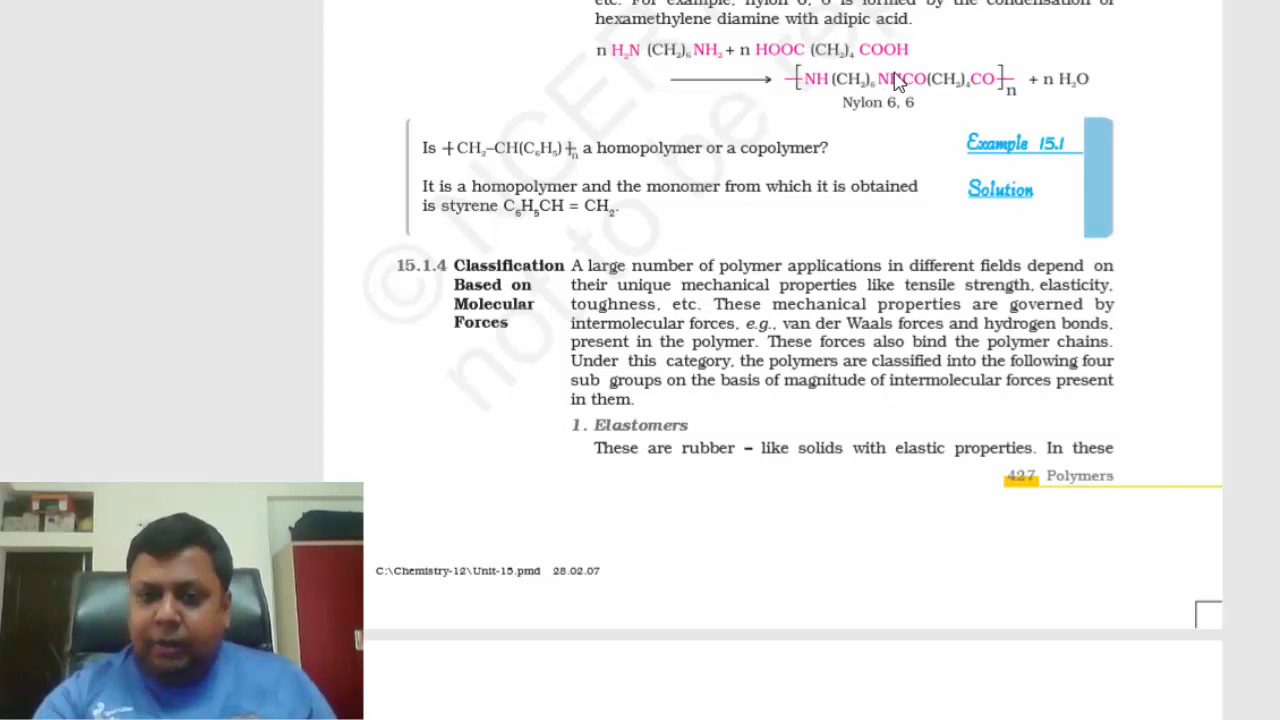 etc. For example, nylon 6, 6 is formed by the condensation of
hexamethylene diamine with adipic acid.
n H₂N (CH₂)₆ NH₂ + n HOOC (CH₂)₄ COOH
[NH (CH₂)₆ NHCO(CH₂)₄CO]n + n H₂O
Nylon 6, 6
Is ⁅CH₂–CH(C₆H₅)⁆n a homopolymer or a copolymer?
Example 15.1
It is a homopolymer and the monomer from which it is obtained
is styrene C₆H₅CH = CH₂.
Solution
15.1.4 Classification
Based on
Molecular
Forces
A large number of polymer applications in different fields depend on
their unique mechanical properties like tensile strength, elasticity,
toughness, etc. These mechanical properties are governed by
intermolecular forces, e.g., van der Waals forces and hydrogen bonds,
present in the polymer. These forces also bind the polymer chains.
Under this category, the polymers are classified into the following four
sub groups on the basis of magnitude of intermolecular forces present
in them.
1. Elastomers
These are rubber – like solids with elastic properties. In these
427 Polymers
C:\Chemistry-12\Unit-15.pmd 28.02.07
© NCER
not to be rep